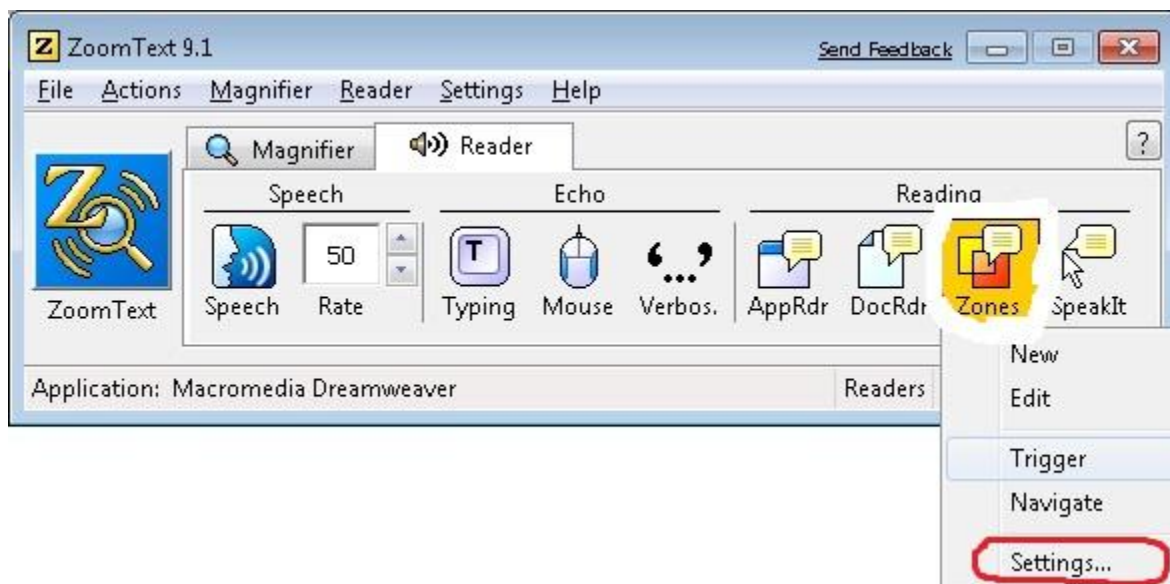 ZoomText 9.1 Send Feedback
File Actions Magnifier Reader Settings Help
Magnifier Reader ?
Speech Echo Reading
50
ZoomText Speech Rate Typing Mouse Verbos. AppRdr DocRdr Zones SpeakIt
Application: Macromedia Dreamweaver Readers
New
Edit
Trigger
Navigate
Settings...